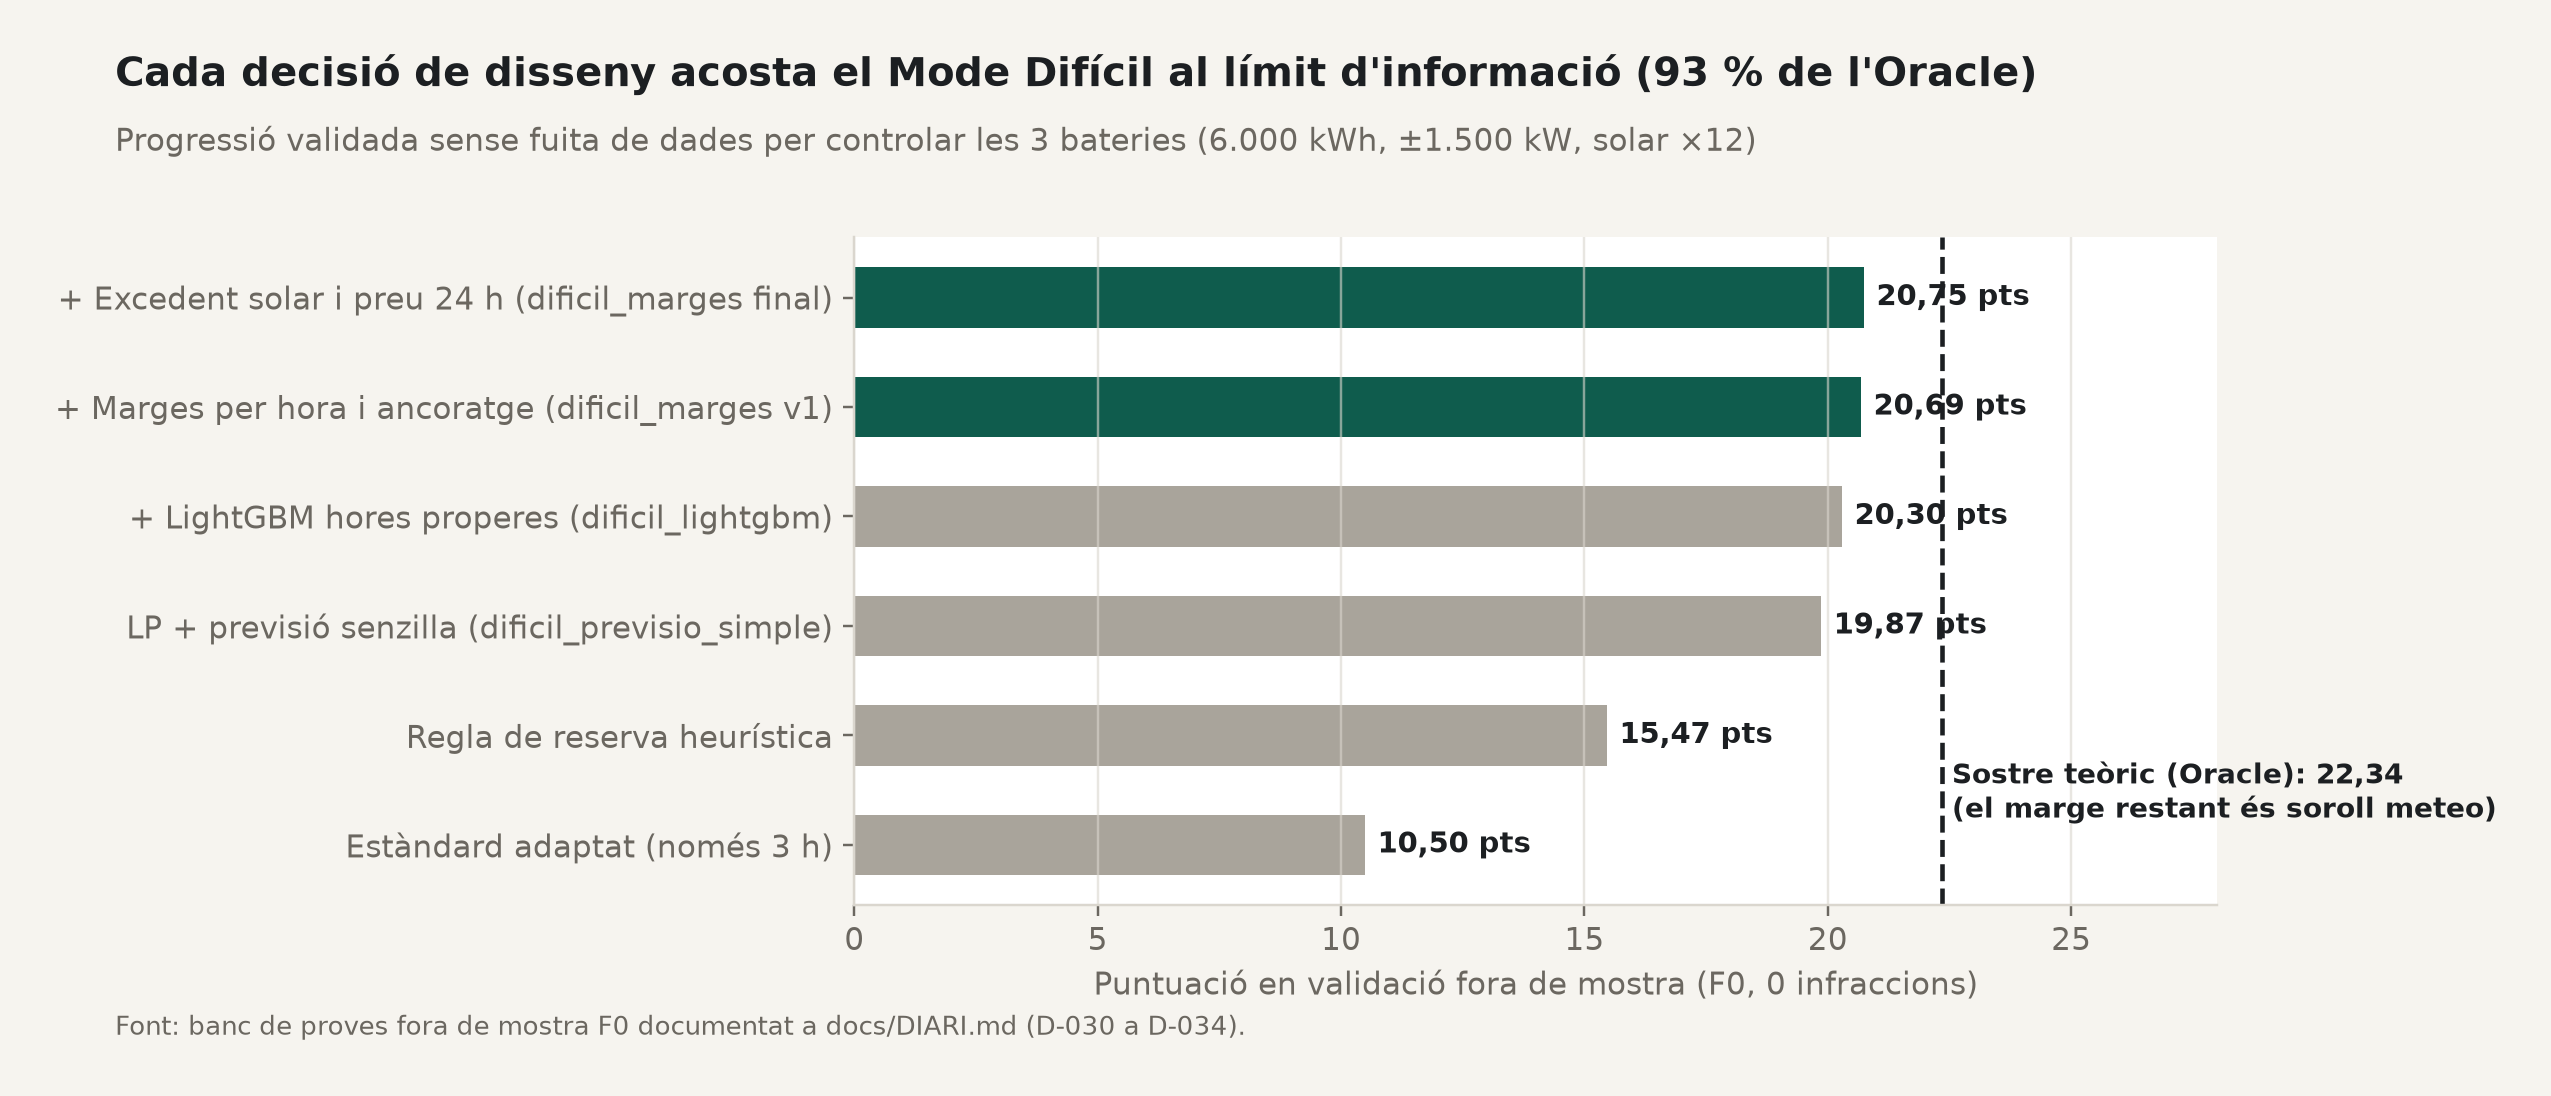 Cada decisió de disseny acosta el Mode Difícil al límit d'informació (93 % de l'Oracle)
Progressió validada sense fuita de dades per controlar les 3 bateries (6.000 kWh, ±1.500 kW, solar ×12)
+ Excedent solar i preu 24 h (dificil_marges final)
20,75 pts
+ Marges per hora i ancoratge (dificil_marges v1)
20,69 pts
+ LightGBM hores properes (dificil_lightgbm)
20,30 pts
LP + previsió senzilla (dificil_previsio_simple)
19,87 pts
Regla de reserva heurística
15,47 pts
Sostre teòric (Oracle): 22,34
(el marge restant és soroll meteo)
Estàndard adaptat (només 3 h)
10,50 pts
0 5 10 15 20 25
Puntuació en validació fora de mostra (F0, 0 infraccions)
Font: banc de proves fora de mostra F0 documentat a docs/DIARI.md (D-030 a D-034).